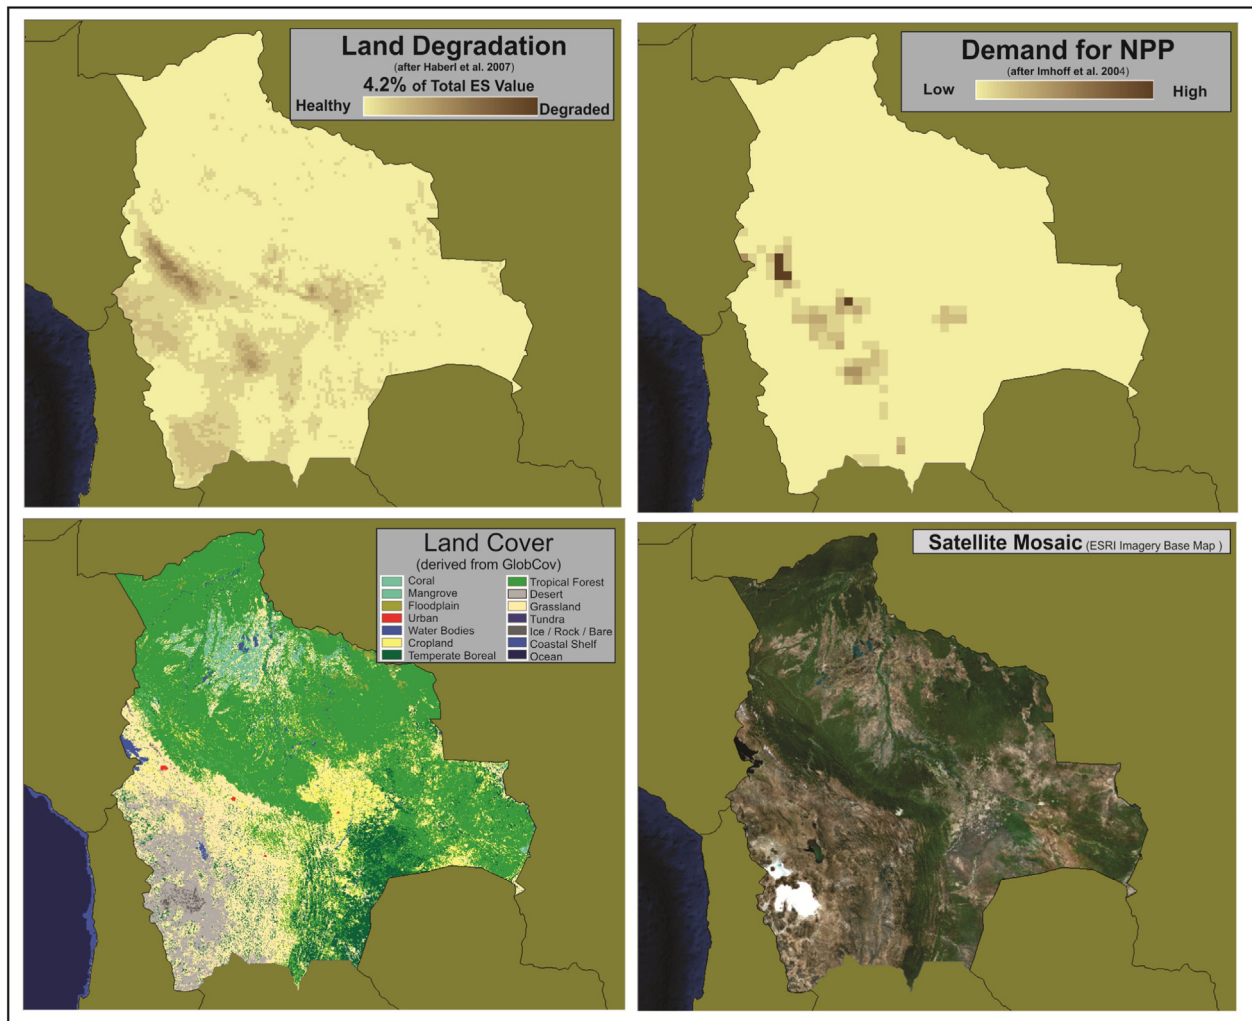 Land Degradation
(after Haberl et al. 2007)
4.2% of Total ES Value
Healthy Degraded
Demand for NPP
(after Imhoff et al. 2004)
Low High
Land Cover
(derived from GlobCov)
Coral Tropical Forest
Mangrove Desert
Floodplain Grassland
Urban Tundra
Water Bodies Ice / Rock / Bare
Cropland Coastal Shelf
Temperate Boreal Ocean
Satellite Mosaic (ESRI Imagery Base Map )